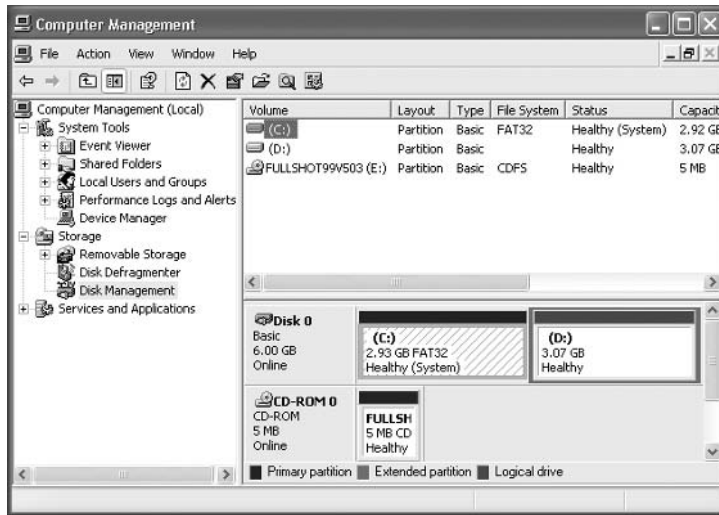 Computer Management
File Action View Window Help
Computer Management (Local)
System Tools
Event Viewer
Shared Folders
Local Users and Groups
Performance Logs and Alerts
Device Manager
Storage
Removable Storage
Disk Defragmenter
Disk Management
Services and Applications
Volume Layout Type File System Status Capacit
(C:) Partition Basic FAT32 Healthy (System) 2.92 GB
(D:) Partition Basic Healthy 3.07 GB
FULLSHOT99V503 (E:) Partition Basic CDFS Healthy 5 MB
Disk 0
Basic
6.00 GB
Online
(C:)
2.93 GB FAT32
Healthy (System)
(D:)
3.07 GB
Healthy
CD-ROM 0
CD-ROM
5 MB
Online
FULLSH
5 MB CD
Healthy
Primary partition Extended partition Logical drive